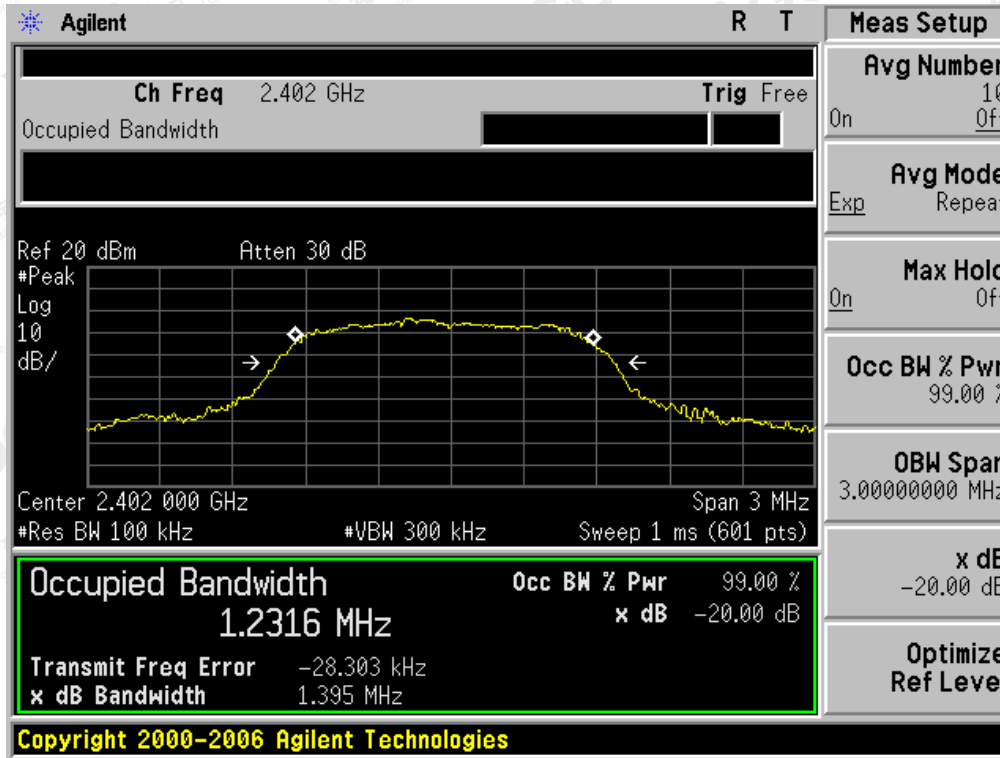 Agilent R T
Ch Freq 2.402 GHz Trig Free
Occupied Bandwidth
Ref 20 dBm Atten 30 dB
#Peak
Log
10
dB/
Center 2.402 000 GHz Span 3 MHz
#Res BW 100 kHz #VBW 300 kHz Sweep 1 ms (601 pts)
Occupied Bandwidth
1.2316 MHz
Occ BW % Pwr 99.00 %
x dB -20.00 dB
Transmit Freq Error -28.303 kHz
x dB Bandwidth 1.395 MHz
Copyright 2000-2006 Agilent Technologies
Meas Setup
Avg Number
10
On Off
Avg Mode
Exp Repeat
Max Hold
On Off
Occ BW % Pwr
99.00 %
OBW Span
3.00000000 MHz
x dB
-20.00 dB
Optimize
Ref Level